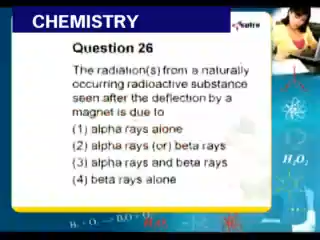 CHEMISTRY
Question 26
The radiation(s) from a naturally
occurring radioactive substance
seen after the deflection by a
magnet is due to
(1) alpha rays alone
(2) alpha rays (or) beta rays
(3) alpha rays and beta rays
(4) beta rays alone
H₂O₂